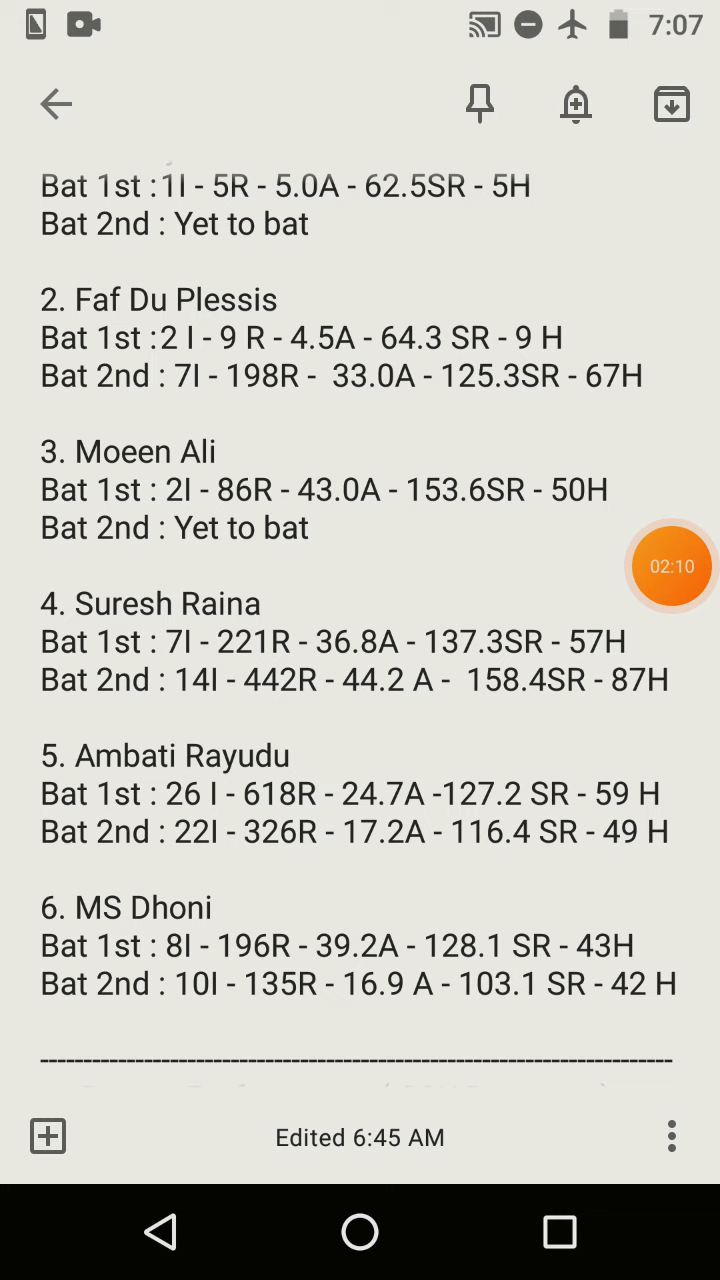 7:07
Bat 1st :1I - 5R - 5.0A - 62.5SR - 5H
Bat 2nd : Yet to bat
2. Faf Du Plessis
Bat 1st :2 I - 9 R - 4.5A - 64.3 SR - 9 H
Bat 2nd : 7I - 198R -  33.0A - 125.3SR - 67H
3. Moeen Ali
Bat 1st : 2I - 86R - 43.0A - 153.6SR - 50H
Bat 2nd : Yet to bat
02:10
4. Suresh Raina
Bat 1st : 7I - 221R - 36.8A - 137.3SR - 57H
Bat 2nd : 14I - 442R - 44.2 A -  158.4SR - 87H
5. Ambati Rayudu
Bat 1st : 26 I - 618R - 24.7A -127.2 SR - 59 H
Bat 2nd : 22I - 326R - 17.2A - 116.4 SR - 49 H
6. MS Dhoni
Bat 1st : 8I - 196R - 39.2A - 128.1 SR - 43H
Bat 2nd : 10I - 135R - 16.9 A - 103.1 SR - 42 H
------------------------------------------------------------------------
Edited 6:45 AM